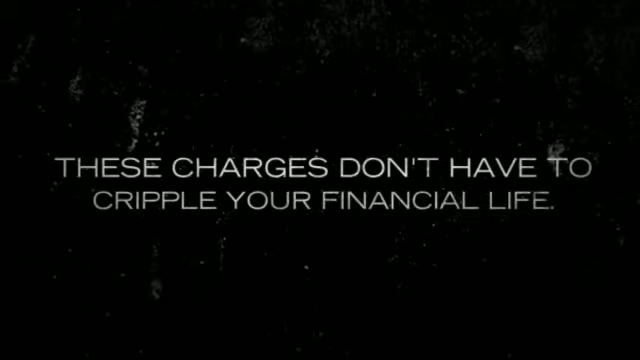 THESE CHARGES DON'T HAVE TO
CRIPPLE YOUR FINANCIAL LIFE.